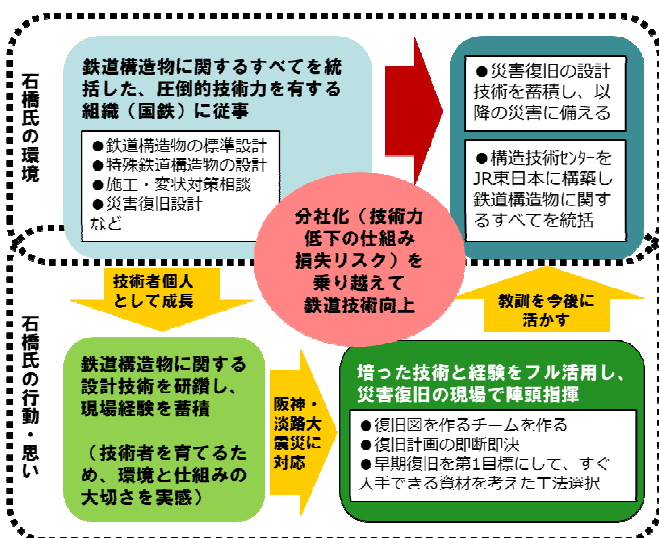 石橋氏の環境
鉄道構造物に関するすべてを統
括した、圧倒的技術力を有する
組織（国鉄）に従事
●鉄道構造物の標準設計
●特殊鉄道構造物の設計
●施工・変状対策相談
●災害復旧設計
など
●災害復旧の設計
技術を蓄積し、以
降の災害に備える
●構造技術センターを
JR東日本に構築し
鉄道構造物に関す
るすべてを統括
分社化（技術力
低下の仕組み
損失リスク）を
乗り越えて
鉄道技術向上
石橋氏の行動・思い
技術者個人
として成長
教訓を今後に
活かす
鉄道構造物に関する
設計技術を研鑽し、
現場経験を蓄積
（技術者を育てるた
め、環境と仕組みの
大切さを実感）
阪神・
淡路大
震災に
対応
培った技術と経験をフル活用し、
災害復旧の現場で陣頭指揮
●復旧図を作るチームを作る
●復旧計画の即断即決
●早期復旧を第1目標にして、すぐ
入手できる資材を考えた工法選択